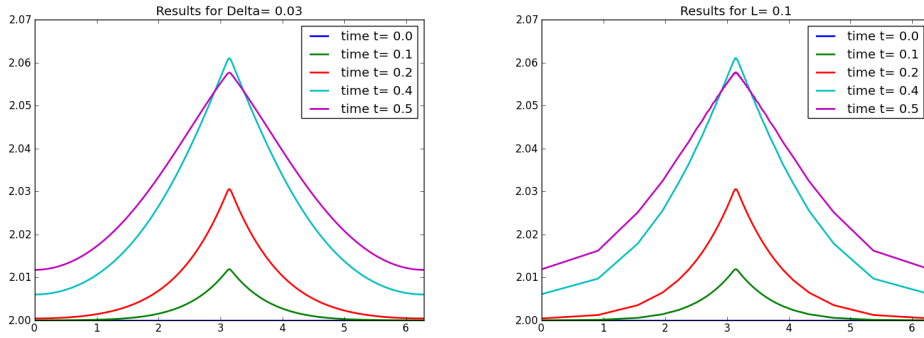 Results for Delta= 0.03
2.07
2.06
2.05
2.04
2.03
2.02
2.01
2.00
0 1 2 3 4 5 6
time t= 0.0
time t= 0.1
time t= 0.2
time t= 0.4
time t= 0.5
Results for L= 0.1
2.07
2.06
2.05
2.04
2.03
2.02
2.01
2.00
0 1 2 3 4 5 6
time t= 0.0
time t= 0.1
time t= 0.2
time t= 0.4
time t= 0.5